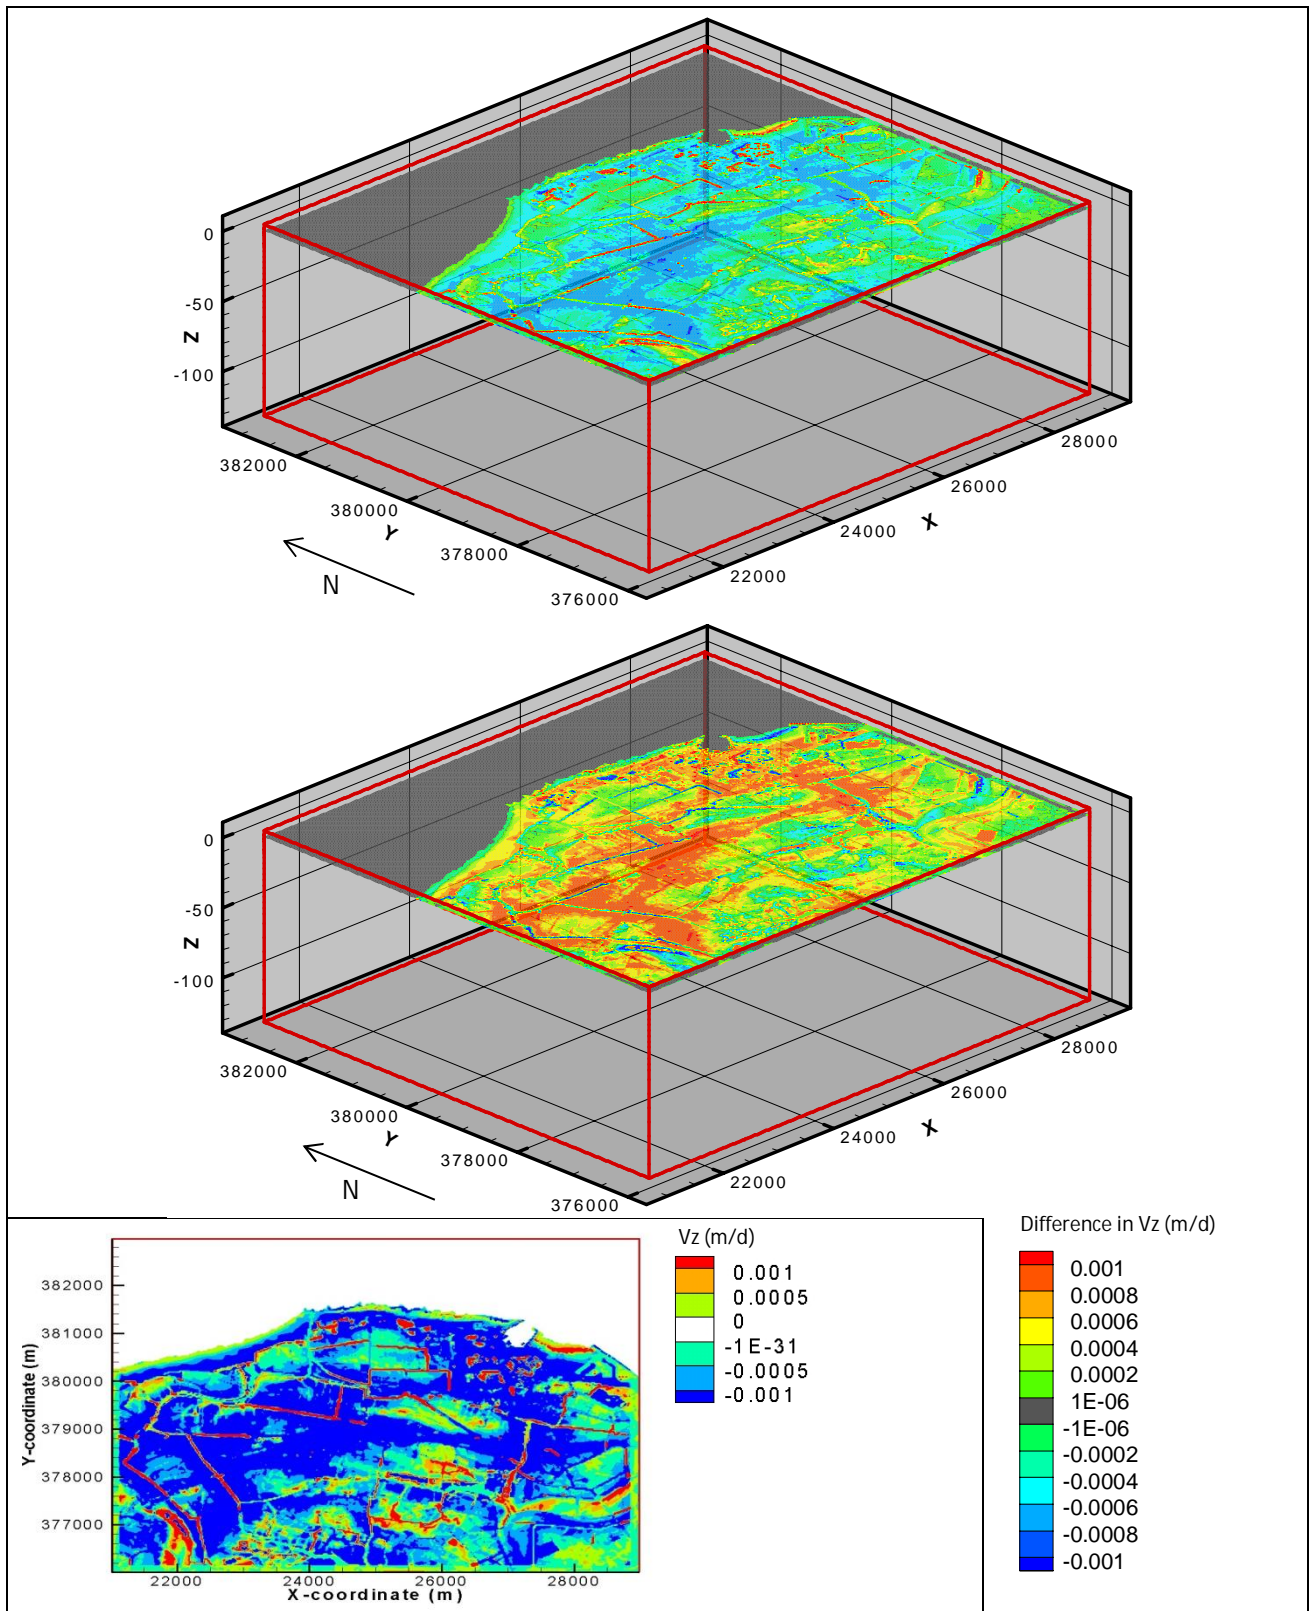 0
-50
Z
-100
382000
380000
Y
378000
376000
N
28000
26000
X
24000
22000
0
-50
Z
-100
382000
380000
Y
378000
376000
N
28000
26000
X
24000
22000
Vz (m/d)
0.001
0.0005
0
-1E-31
-0.0005
-0.001
Difference in Vz (m/d)
0.001
0.0008
0.0006
0.0004
0.0002
1E-06
-1E-06
-0.0002
-0.0004
-0.0006
-0.0008
-0.001
382000
381000
380000
379000
378000
377000
Y-coordinate (m)
22000 24000 26000 28000
X-coordinate (m)